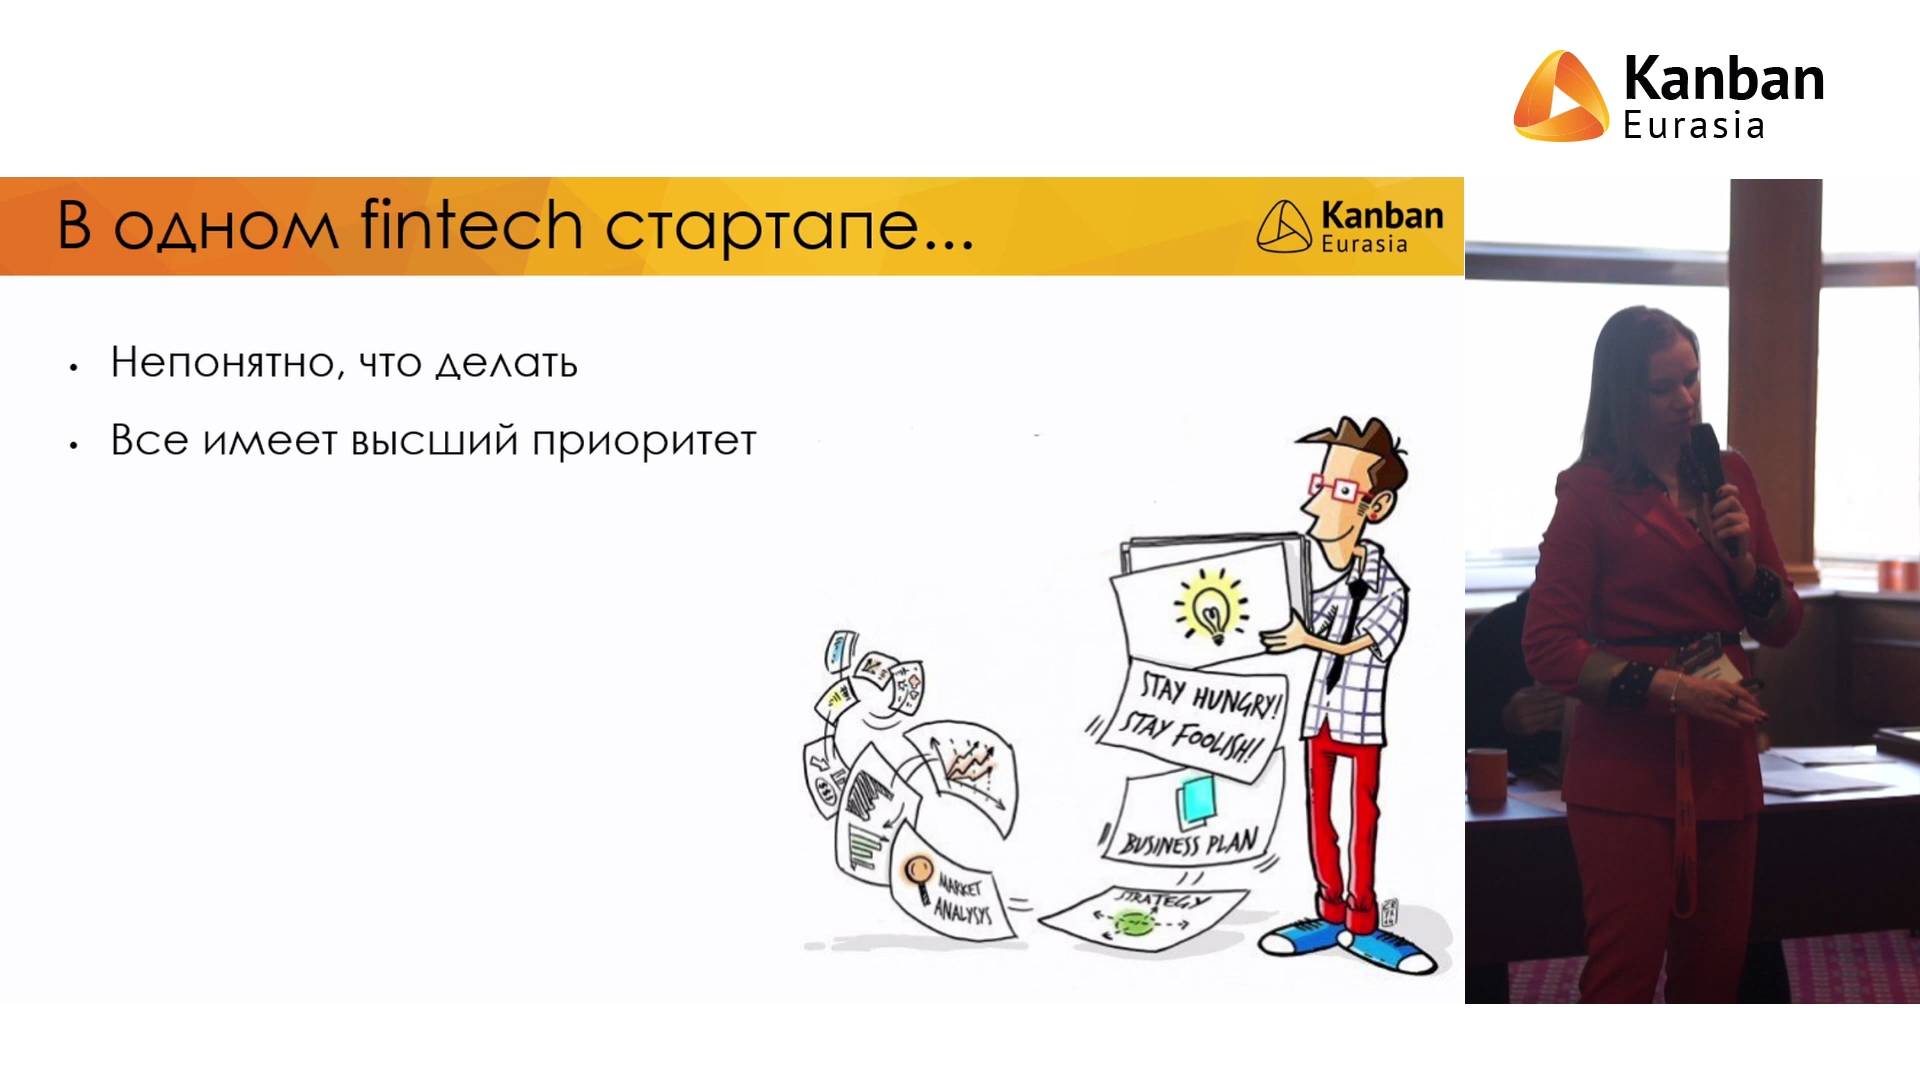 Kanban
Eurasia
В одном fintech стартапе...
Kanban
Eurasia
Непонятно, что делать
Все имеет высший приоритет
STAY HUNGRY!
STAY FOOLISH!
BUSINESS PLAN
MARKET
ANALYSYS
STRATEGY